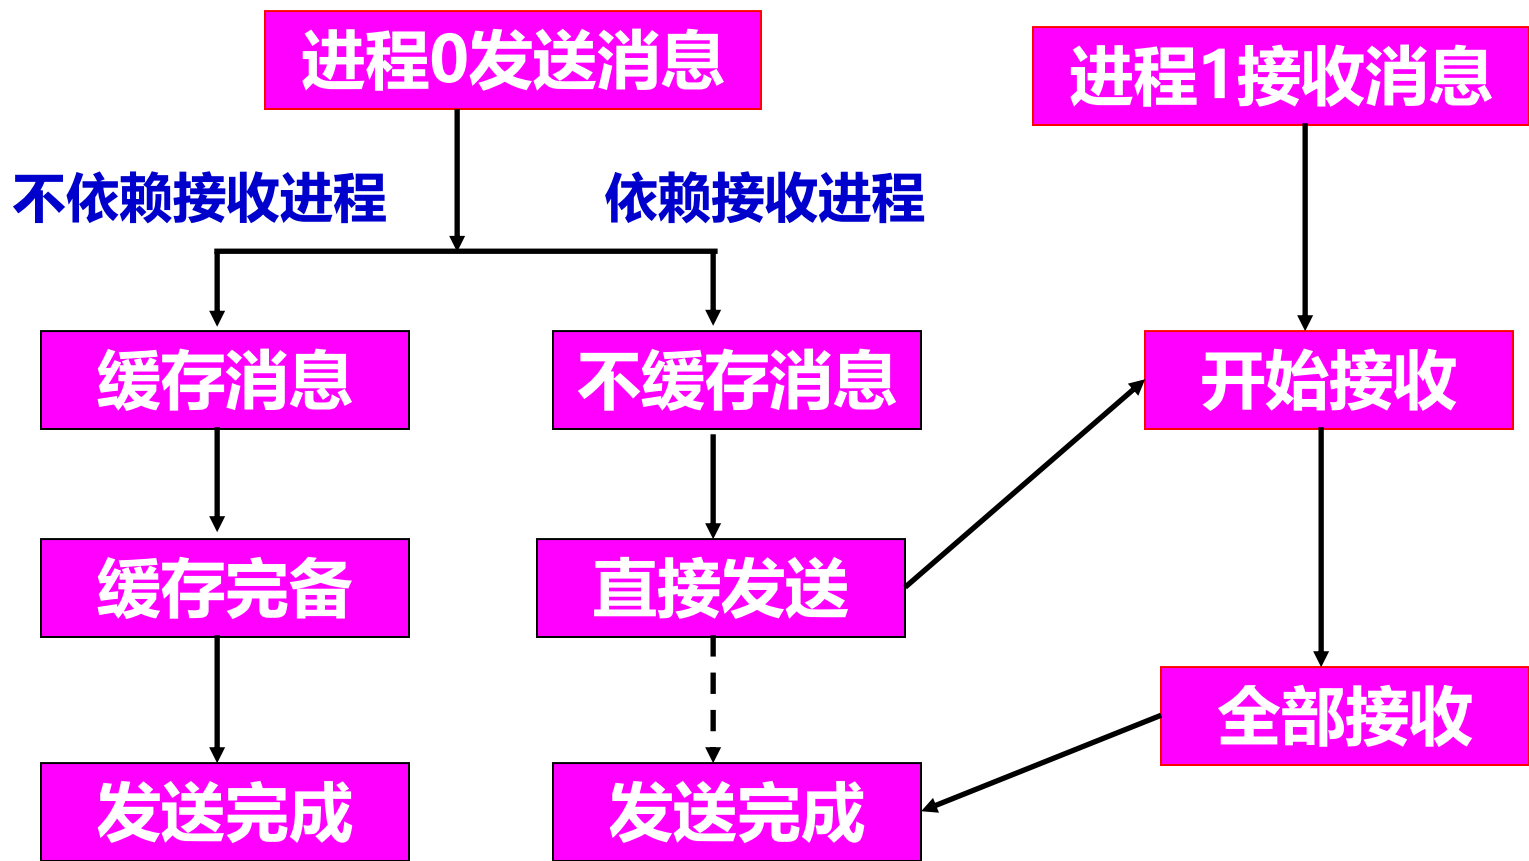 进程0发送消息
进程1接收消息
不依赖接收进程
依赖接收进程
缓存消息
不缓存消息
开始接收
缓存完备
直接发送
全部接收
发送完成
发送完成